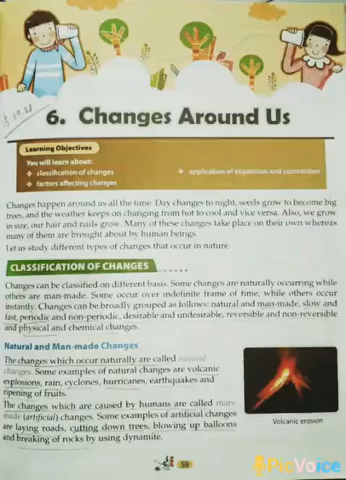 6. Changes Around Us
Learning Objectives
You will learn about:
❖ classification of changes
❖ application of expansion and contraction
❖ factors affecting changes
Changes happen around us all the time. Day changes to night, seeds grow to become big
trees, and the weather keeps on changing from hot to cool and vice versa. Also, we grow
in size, our hair and nails grow. Many of these changes take place on their own whereas
many of them are brought about by human beings.
Let us study different types of changes that occur in nature
CLASSIFICATION OF CHANGES
Changes can be classified on different basis. Some changes are naturally occurring while
others are man-made. Some occur over indefinite frame of time, while others occur
instantly. Changes can be broadly grouped as follows: natural and man-made, slow and
fast, periodic and non-periodic, desirable and undesirable, reversible and non-reversible
and physical and chemical changes.
Natural and Man-made Changes
The changes which occur naturally are called natural
changes. Some examples of natural changes are volcanic
explosions, rain, cyclones, hurricanes, earthquakes and
ripening of fruits.
The changes which are caused by humans are called man-
made (artificial) changes. Some examples of artificial changes
are laying roads, cutting down trees, blowing up balloons
and breaking of rocks by using dynamite.
Volcanic erosion
59
PicVoice